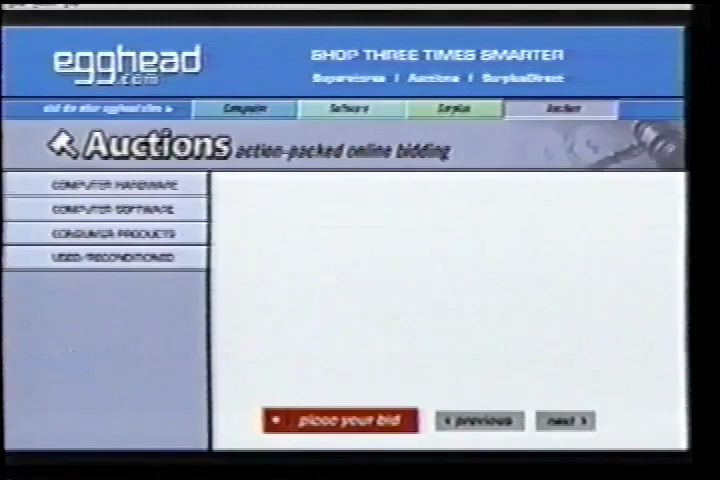 egghead
.com
SHOP THREE TIMES SMARTER
Superstores | Auctions | SurplusDirect
Computer Software Surplus Auction
Auctions action-packed online bidding
COMPUTER HARDWARE
COMPUTER SOFTWARE
CONSUMER PRODUCTS
USED/RECONDITIONED
place your bid
previous
next